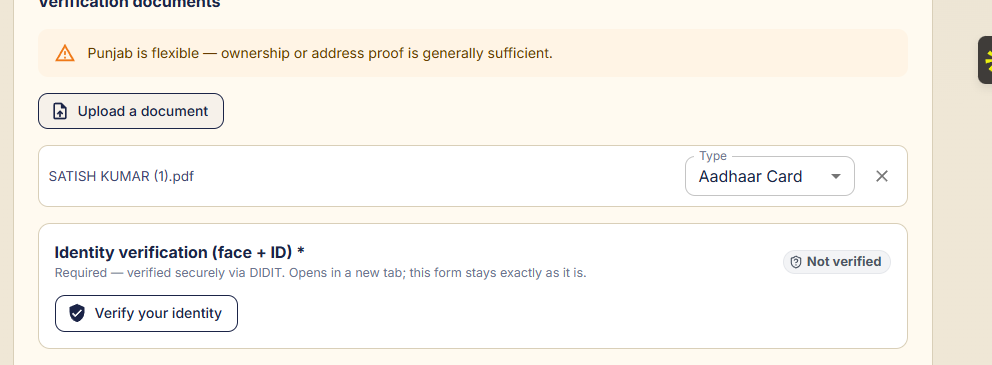 Verification documents
Punjab is flexible — ownership or address proof is generally sufficient.
Upload a document
Type
SATISH KUMAR (1).pdf
Aadhaar Card
Identity verification (face + ID) *
Required — verified securely via DIDIT. Opens in a new tab; this form stays exactly as it is.
Not verified
Verify your identity